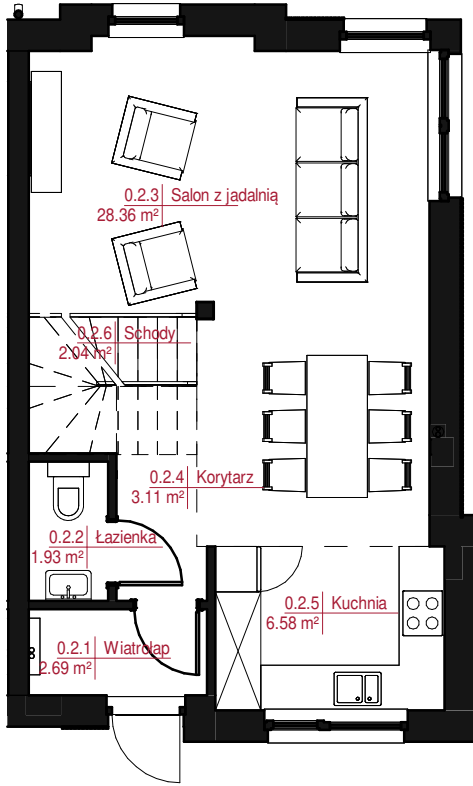 0.2.3 Salon z jadalnią
28.36 m²
0.2.6 Schody
2.04 m²
0.2.4 Korytarz
3.11 m²
0.2.2 Łazienka
1.93 m²
0.2.5 Kuchnia
6.58 m²
0.2.1 Wiatrołap
2.69 m²